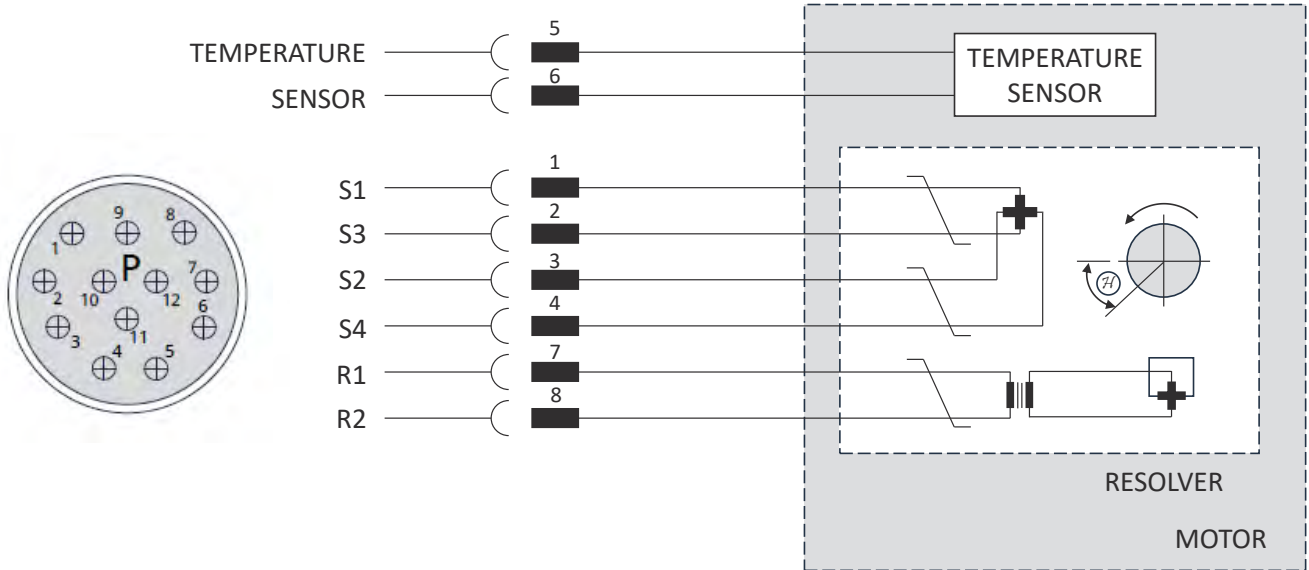 5
TEMPERATURE
6
SENSOR
TEMPERATURE
SENSOR
1
S1
2
S3
3
S2
4
S4
7
R1
8
R2
9
8
1
P
7
2
10
12
6
3
11
4
5
ℋ
RESOLVER
MOTOR